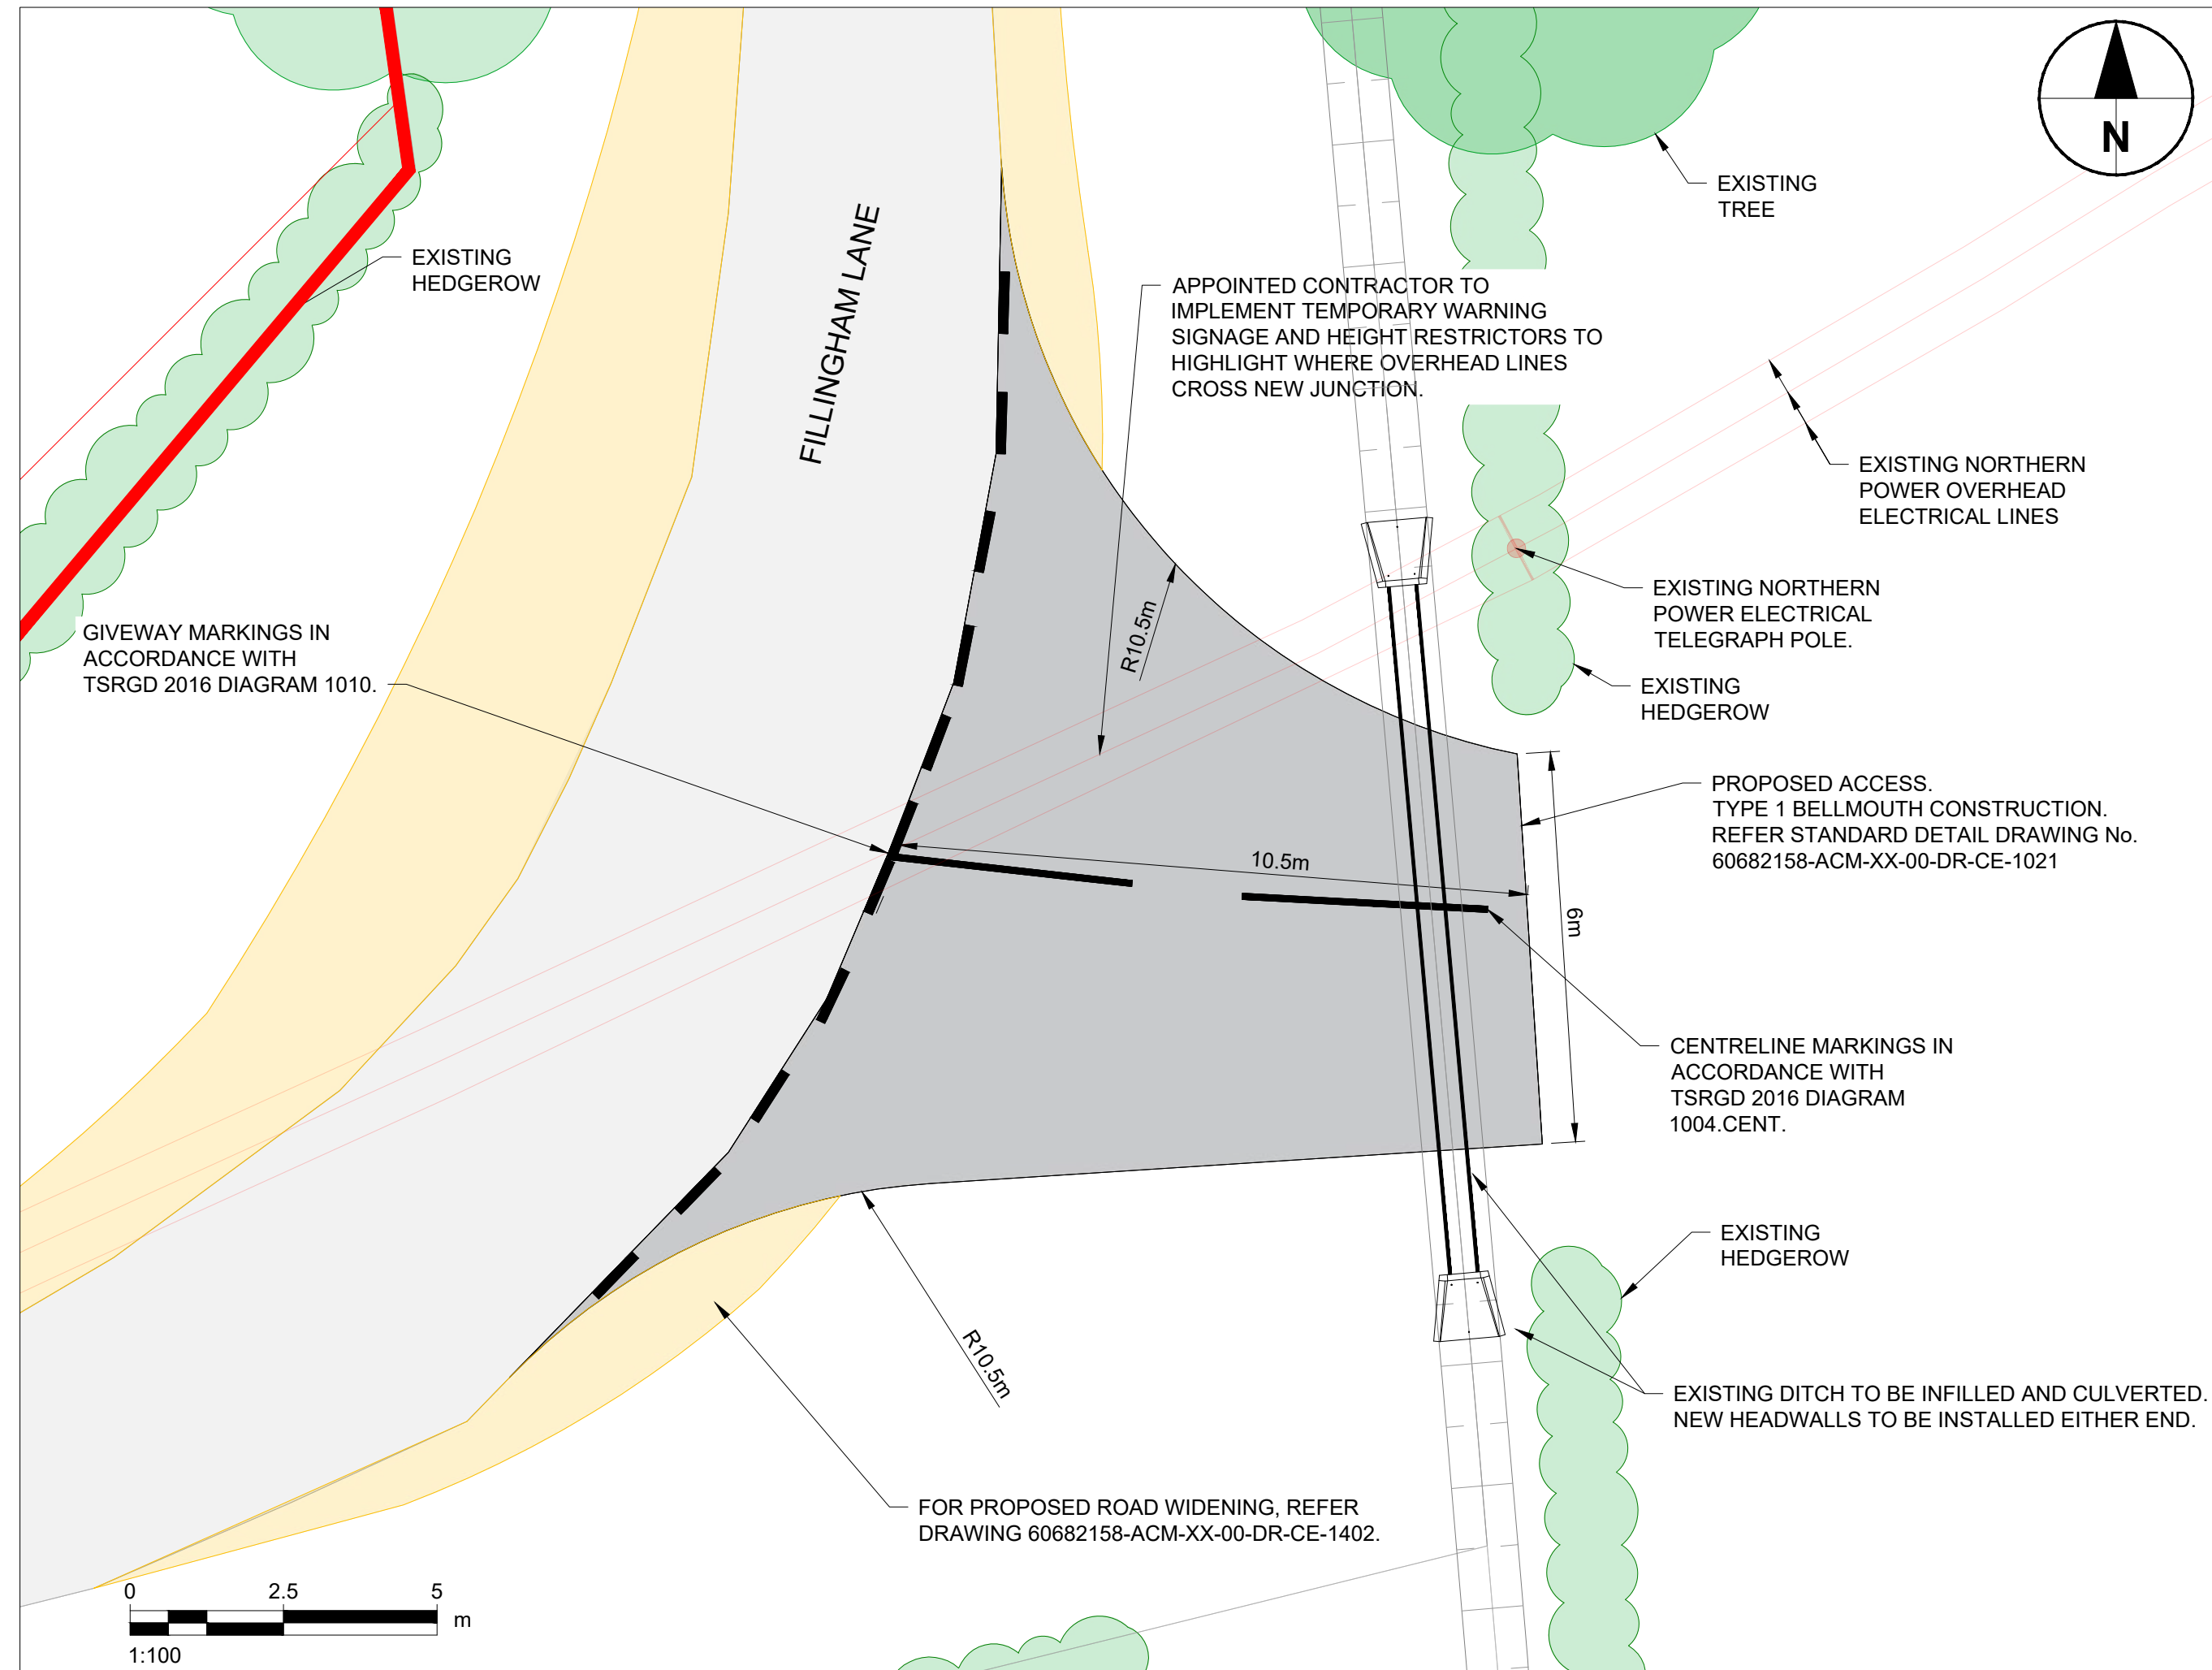 N
EXISTING
TREE
EXISTING
HEDGEROW
FILLINGHAM LANE
APPOINTED CONTRACTOR TO
IMPLEMENT TEMPORARY WARNING
SIGNAGE AND HEIGHT RESTRICTORS TO
HIGHLIGHT WHERE OVERHEAD LINES
CROSS NEW JUNCTION.
EXISTING NORTHERN
POWER OVERHEAD
ELECTRICAL LINES
EXISTING NORTHERN
POWER ELECTRICAL
TELEGRAPH POLE.
R10.5m
GIVEWAY MARKINGS IN
ACCORDANCE WITH
TSRGD 2016 DIAGRAM 1010.
EXISTING
HEDGEROW
PROPOSED ACCESS.
TYPE 1 BELLMOUTH CONSTRUCTION.
REFER STANDARD DETAIL DRAWING No.
60682158-ACM-XX-00-DR-CE-1021
10.5m
6m
CENTRELINE MARKINGS IN
ACCORDANCE WITH
TSRGD 2016 DIAGRAM
1004.CENT.
EXISTING
HEDGEROW
R10.5m
EXISTING DITCH TO BE INFILLED AND CULVERTED.
NEW HEADWALLS TO BE INSTALLED EITHER END.
FOR PROPOSED ROAD WIDENING, REFER
DRAWING 60682158-ACM-XX-00-DR-CE-1402.
0 2.5 5
m
1:100